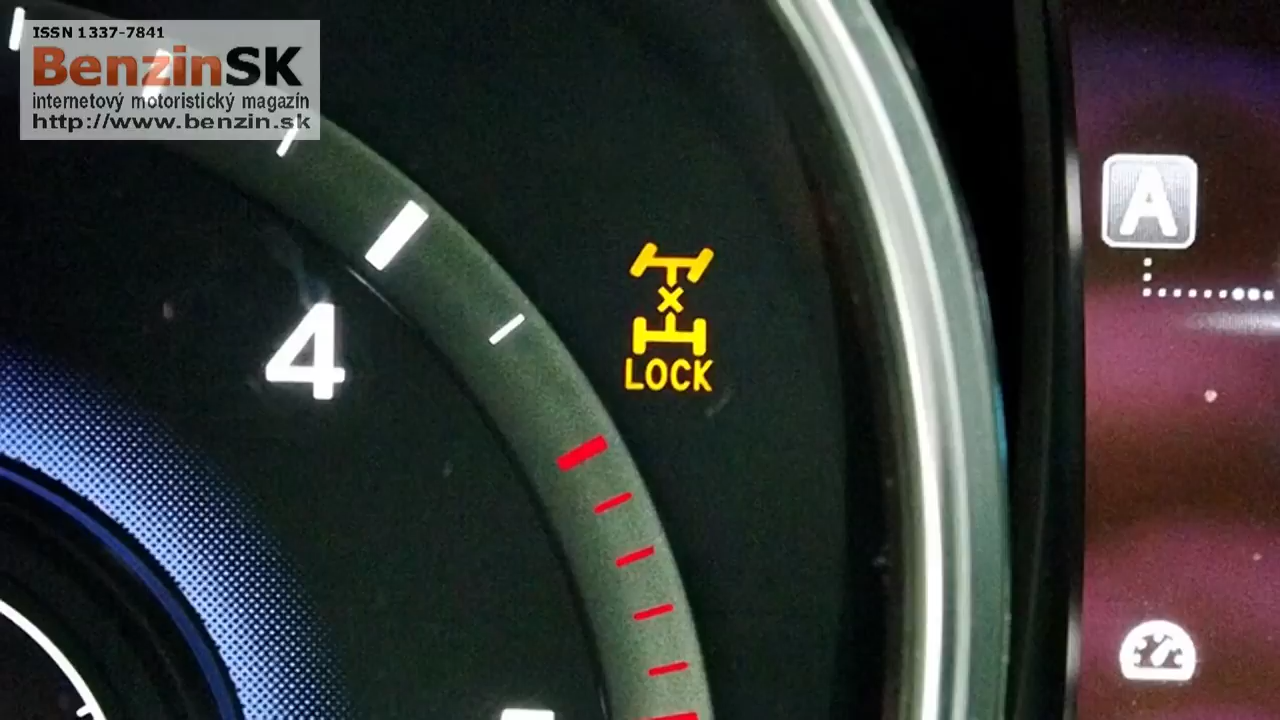 ISSN 1337-7841
BenzinSK
internetový motoristický magazín
http://www.benzin.sk
A
4
LOCK